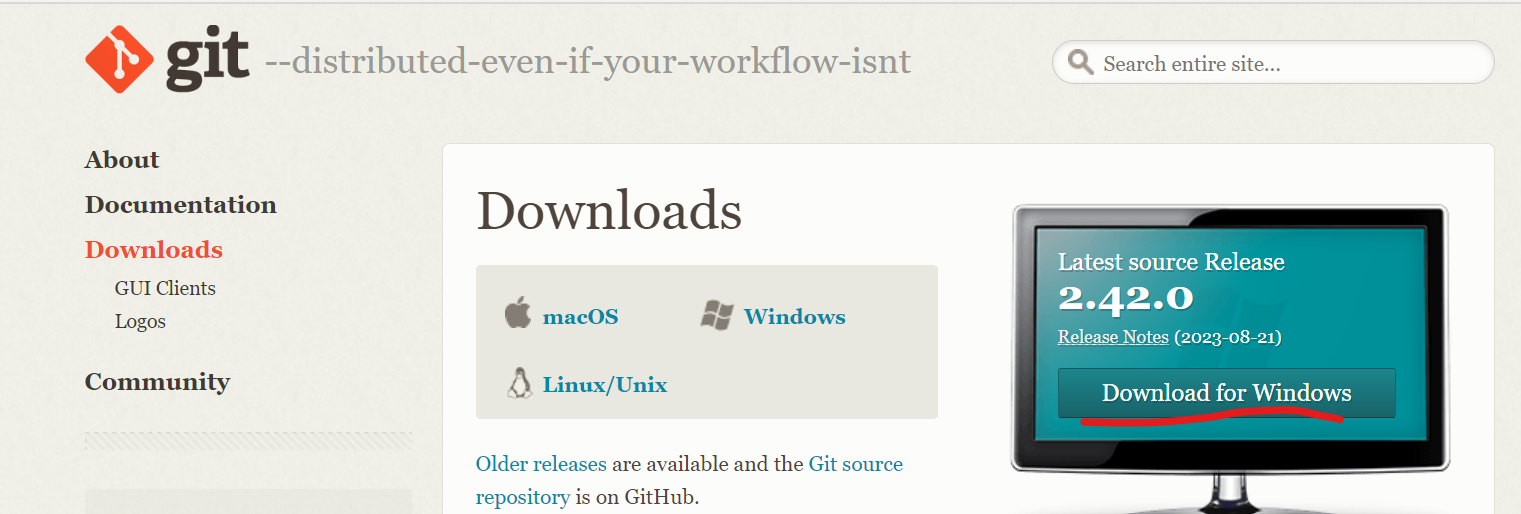 git --distributed-even-if-your-workflow-isnt
Search entire site...
About
Documentation
Downloads
GUI Clients
Logos
Community
Downloads
macOS
Windows
Linux/Unix
Older releases are available and the Git source
repository is on GitHub.
Latest source Release
2.42.0
Release Notes (2023-08-21)
Download for Windows